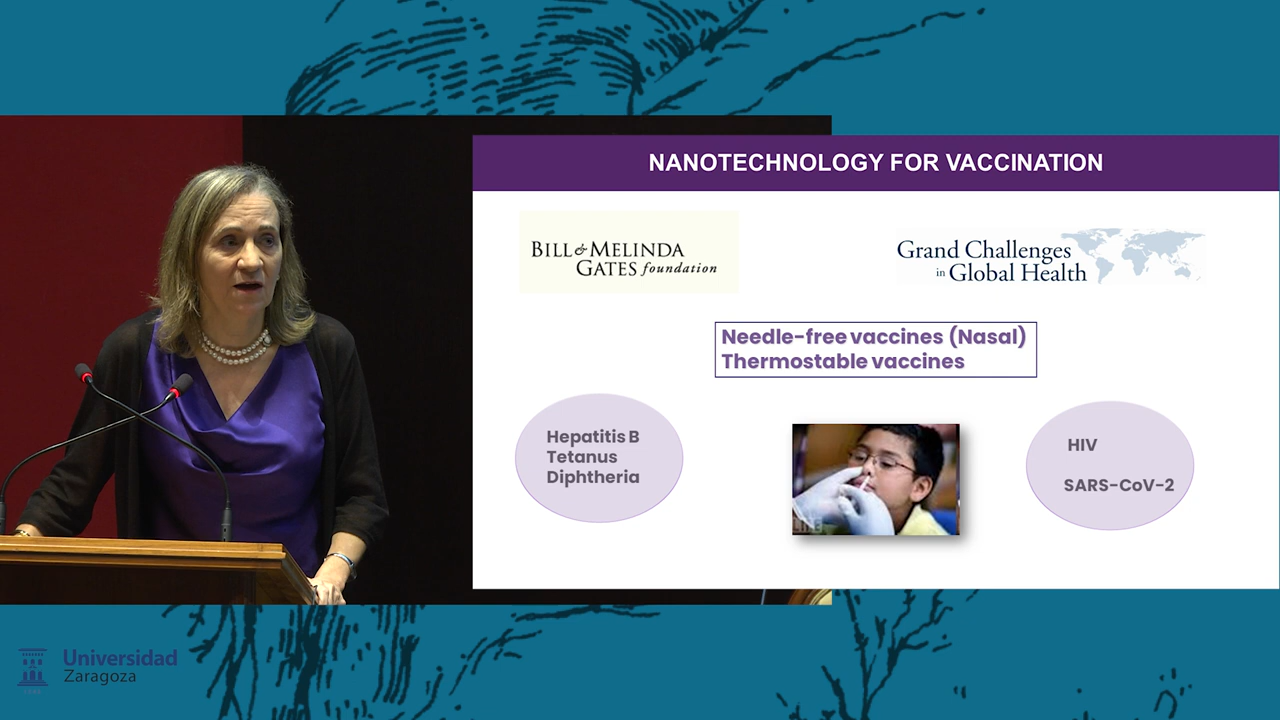 NANOTECHNOLOGY FOR VACCINATION
BILL & MELINDA
GATES foundation
Grand Challenges
in Global Health
Needle-free vaccines (Nasal)
Thermostable vaccines
Hepatitis B
Tetanus
Diphtheria
HIV
SARS-CoV-2
Universidad
Zaragoza